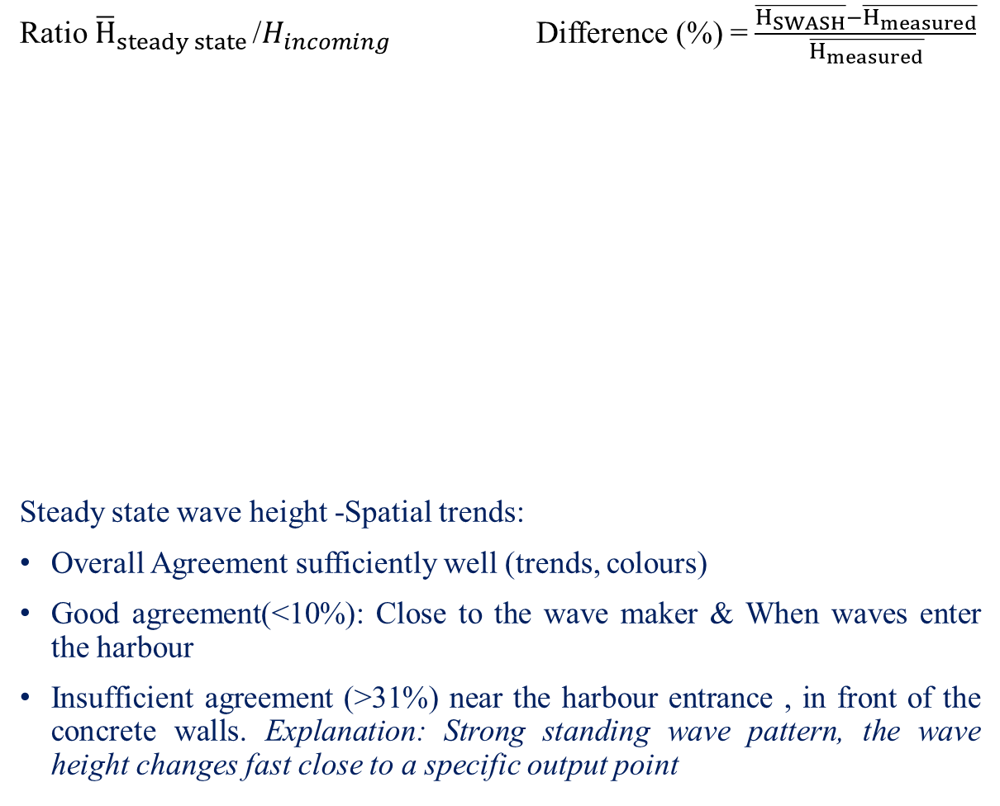 Ratio H̅steady state /Hincoming
Difference (%) = (H̅SWASH−H̅measured)/H̅measured
Steady state wave height -Spatial trends:
• Overall Agreement sufficiently well (trends, colours)
• Good agreement(<10%): Close to the wave maker & When waves enter
the harbour
• Insufficient agreement (>31%) near the harbour entrance , in front of the
concrete walls. Explanation: Strong standing wave pattern, the wave
height changes fast close to a specific output point